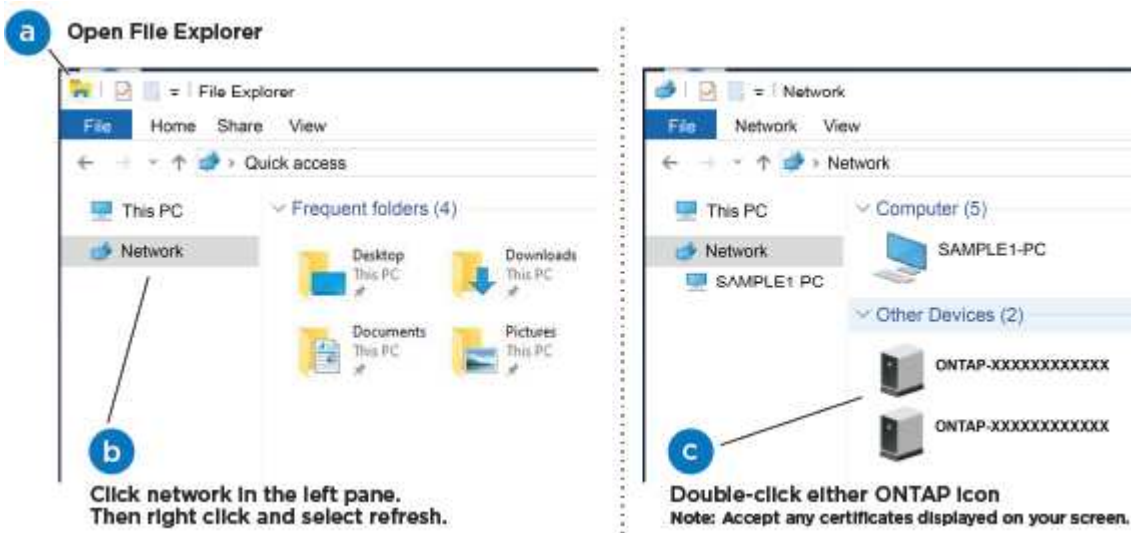 a Open File Explorer
File Explorer
File Home Share View
Quick access
This PC
Network
Frequent folders (4)
Desktop
This PC
Downloads
This PC
Documents
This PC
Pictures
This PC
b
Click network in the left pane.
Then right click and select refresh.
Network
File Network View
Network
This PC
Network
SAMPLE1 PC
Computer (5)
SAMPLE1-PC
Other Devices (2)
ONTAP-XXXXXXXXXXXX
ONTAP-XXXXXXXXXXXX
c
Double-click either ONTAP icon
Note: Accept any certificates displayed on your screen.